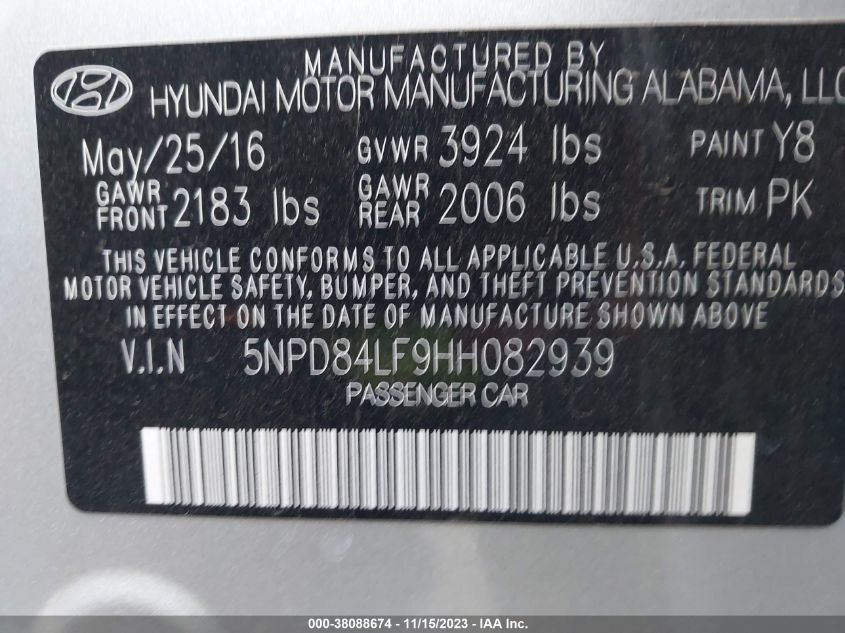 MANUFACTURED BY
HYUNDAI MOTOR MANUFACTURING ALABAMA, LLC
May/25/16 GVWR 3924 lbs PAINT Y8
GAWR FRONT 2183 lbs GAWR REAR 2006 lbs TRIM PK
THIS VEHICLE CONFORMS TO ALL APPLICABLE U.S.A. FEDERAL
MOTOR VEHICLE SAFETY, BUMPER, AND THEFT PREVENTION STANDARDS
IN EFFECT ON THE DATE OF MANUFACTURE SHOWN ABOVE
V.I.N 5NPD84LF9HH082939
PASSENGER CAR
000-38088674 - 11/15/2023 - IAA Inc.